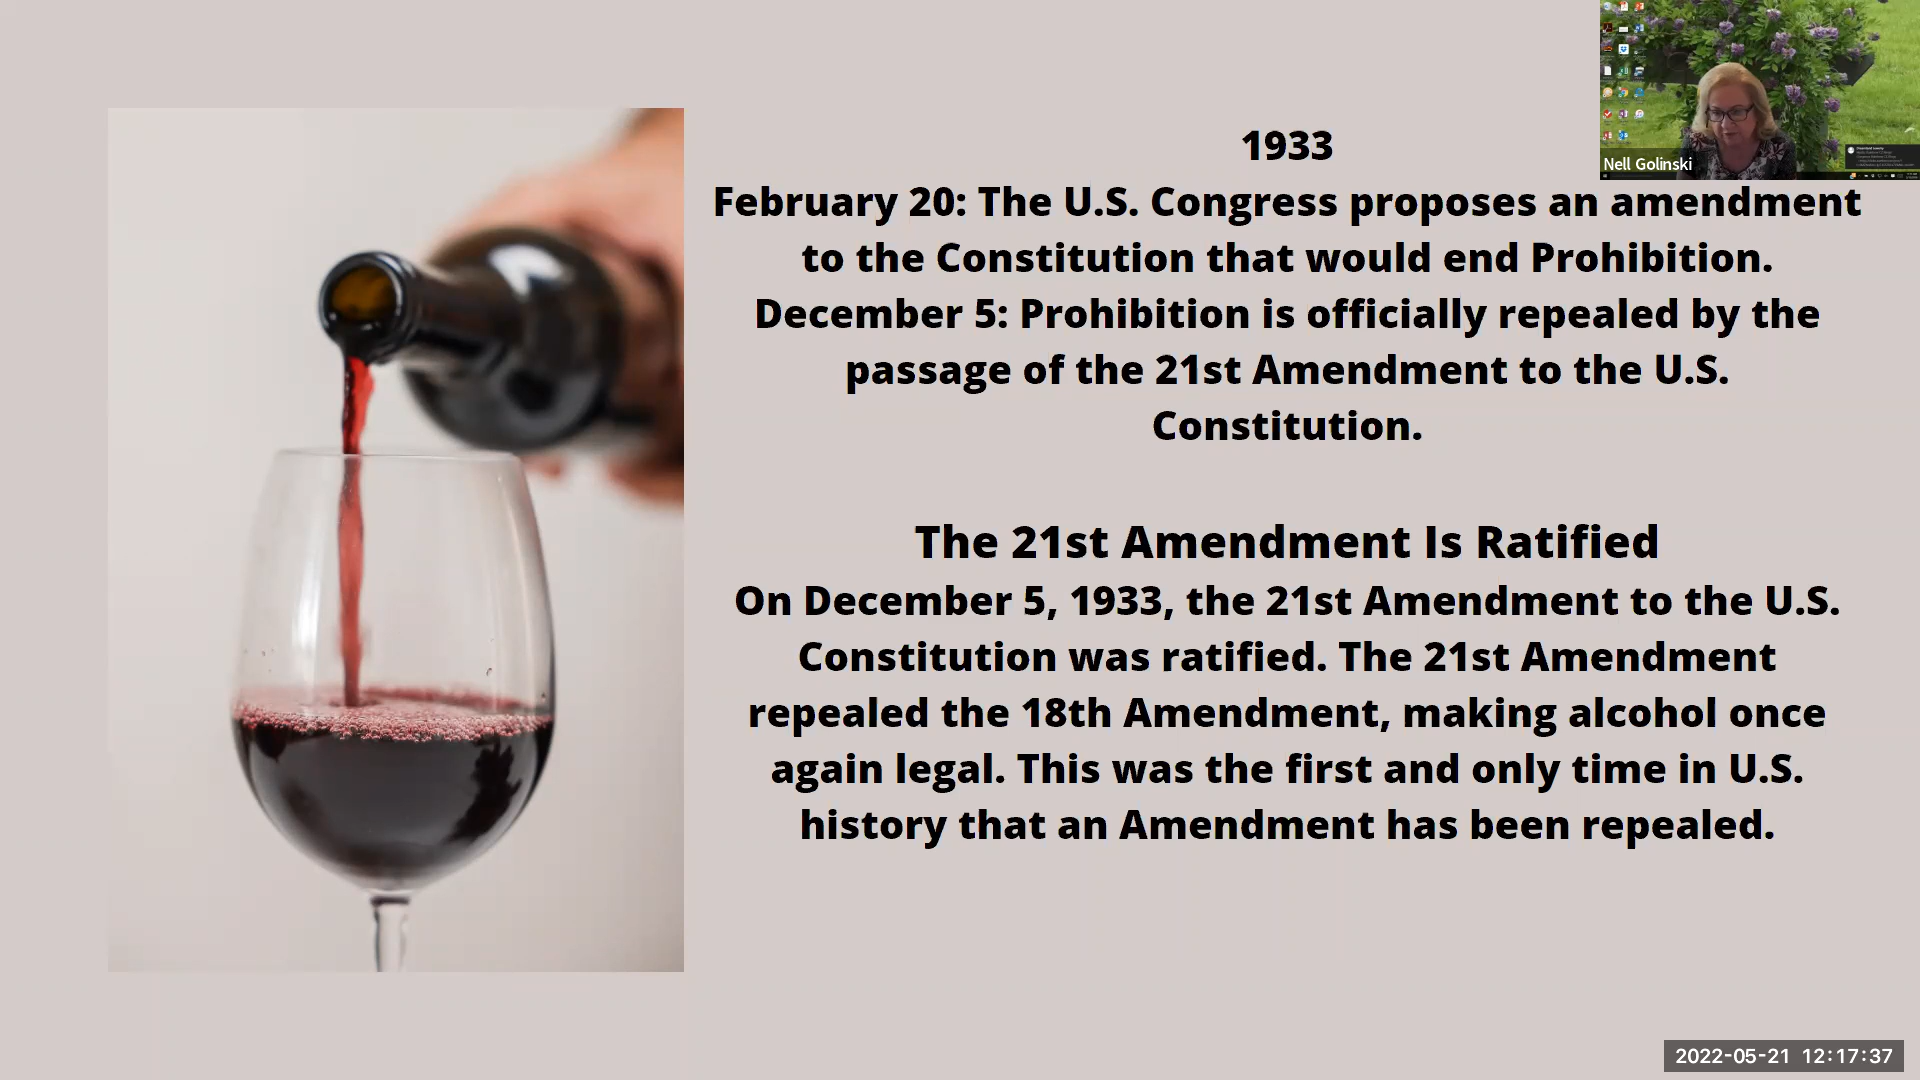 1933
February 20: The U.S. Congress proposes an amendment
to the Constitution that would end Prohibition.
December 5: Prohibition is officially repealed by the
passage of the 21st Amendment to the U.S.
Constitution.
The 21st Amendment Is Ratified
On December 5, 1933, the 21st Amendment to the U.S.
Constitution was ratified. The 21st Amendment
repealed the 18th Amendment, making alcohol once
again legal. This was the first and only time in U.S.
history that an Amendment has been repealed.
Nell Golinski
2022-05-21 12:17:37